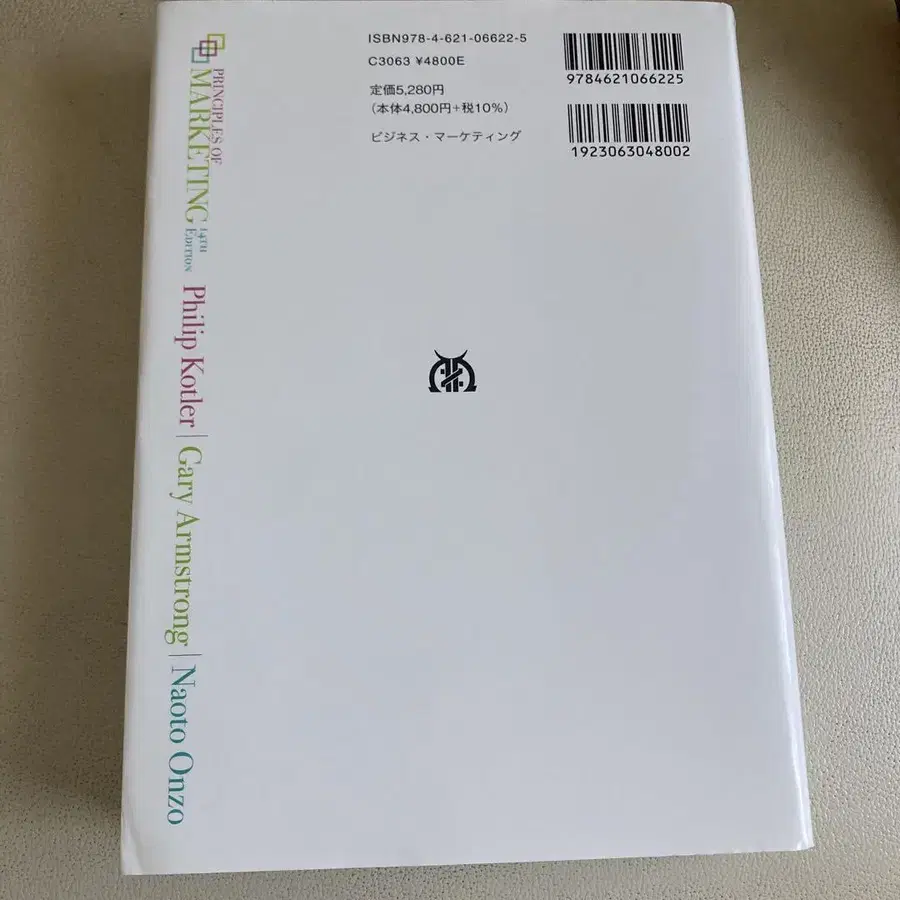 ISBN978-4-621-06622-5
C3063 ¥4800E
定価5,280円
(本体4,800円+税10%)
ビジネス・マーケティング
9784621066225
1923063048002
PRINCIPLES OF
MARKETING
14TH
EDITION
Philip Kotler | Gary Armstrong | Naoto Onzo